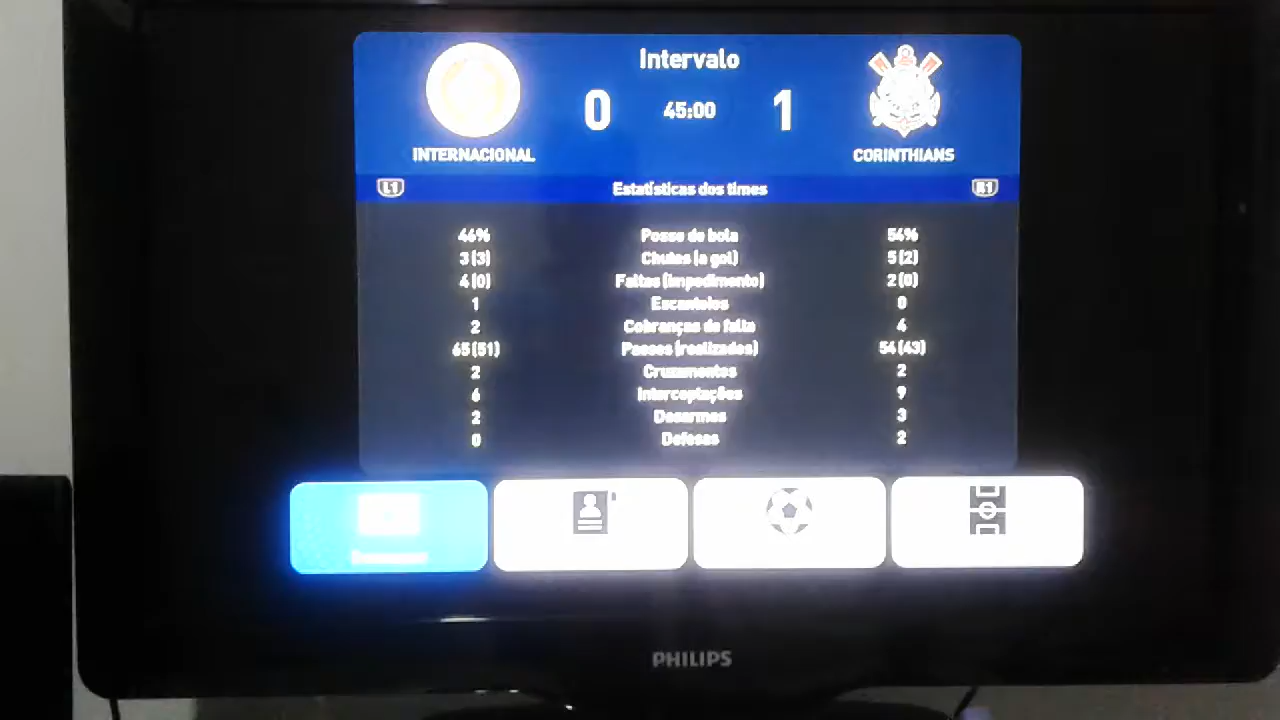 Intervalo
0 45:00 1
INTERNACIONAL CORINTHIANS
L1 Estatísticas dos times R1
46% Posse de bola 54%
3 (3) Chutes (a gol) 5 (2)
4 (0) Faltas (impedimento) 2 (0)
1 Escanteios 0
2 Cobranças de falta 4
65 (51) Passes (realizados) 54 (43)
2 Cruzamentos 2
6 Interceptações 9
2 Desarmes 3
0 Defesas 2
PHILIPS